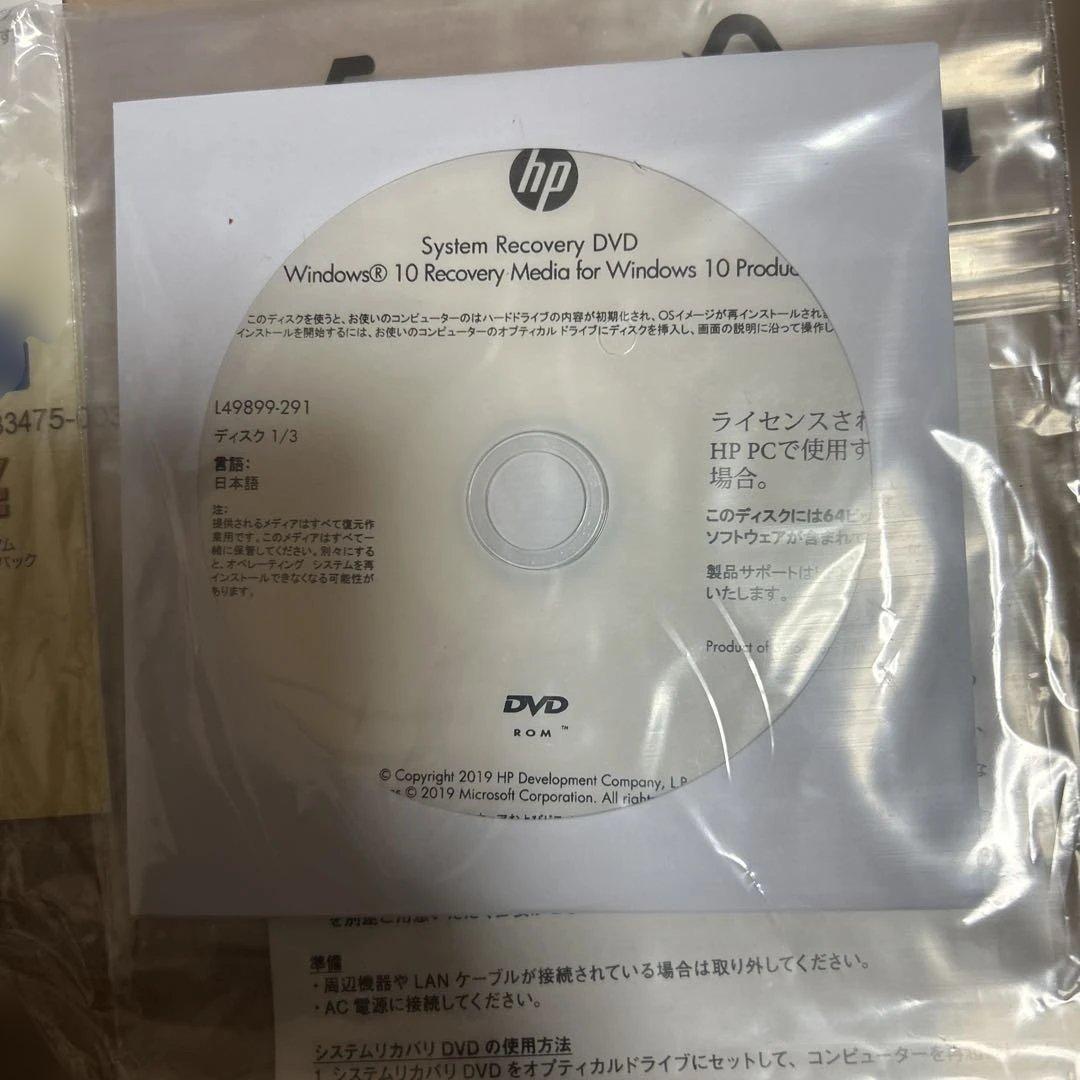 hp
System Recovery DVD
Windows® 10 Recovery Media for Windows 10 Produc
このディスクを使うと、お使いのコンピューターのはハードドライブの内容が初期化され、OSイメージが再インストールされ
インストールを開始するには、お使いのコンピューターのオプティカル ドライブにディスクを挿入し、画面の説明に沿って操作し
L49899-291
ディスク 1/3
言語:
日本語
注:
提供されるメディアはすべて復元作
業用です。このメディアはすべて一
緒に保管してください。別々にする
と、オペレーティング システムを再
インストールできなくなる可能性が
あります。
ライセンスされ
HP PCで使用す
場合。
このディスクには64ビッ
ソフトウェアが含まれて
製品サポートは
いたします。
Product of
DVD
ROM ™
© Copyright 2019 HP Development Company, L.P.
© 2019 Microsoft Corporation. All right
33475-003
ム
パック
準備
・周辺機器や LAN ケーブルが接続されている場合は取り外してください。
・AC 電源に接続してください。
システムリカバリ DVD の使用方法
1. システムリカバリ DVD をオプティカルドライブにセットして、コンピューターを再起